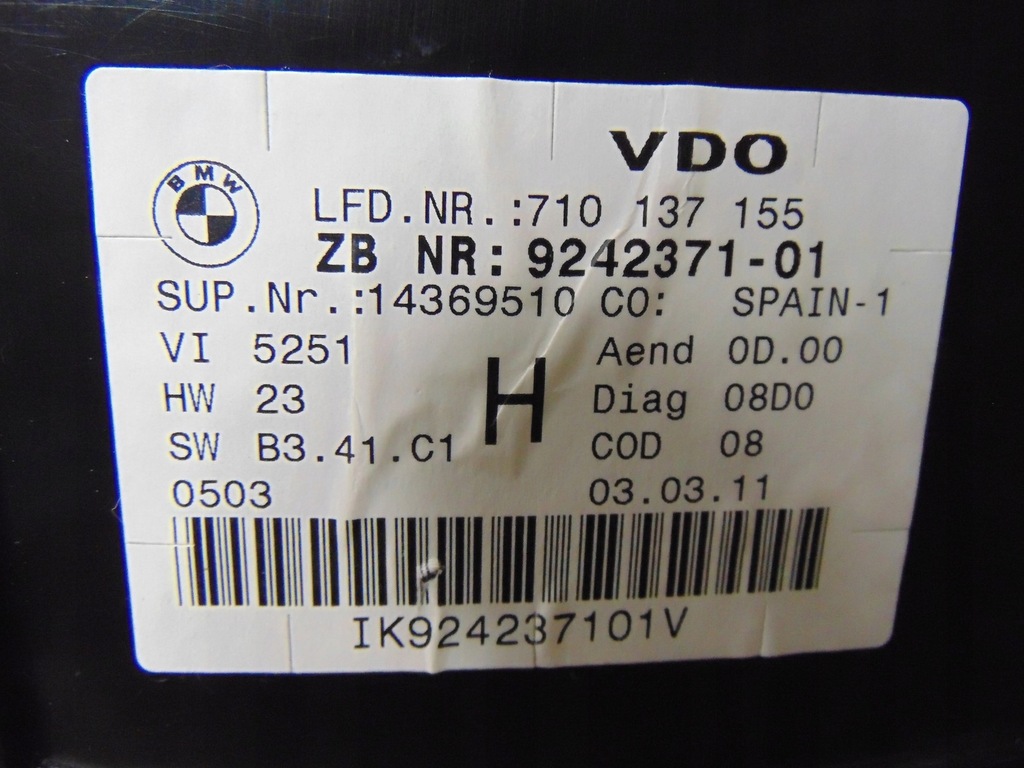 VDO
BMW
LFD.NR.:710 137 155
ZB NR: 9242371-01
SUP.Nr.:14369510 CO: SPAIN-1
VI 5251 Aend 0D.00
H
HW 23 Diag 08D0
SW B3.41.C1 COD 08
0503 03.03.11
IK924237101V